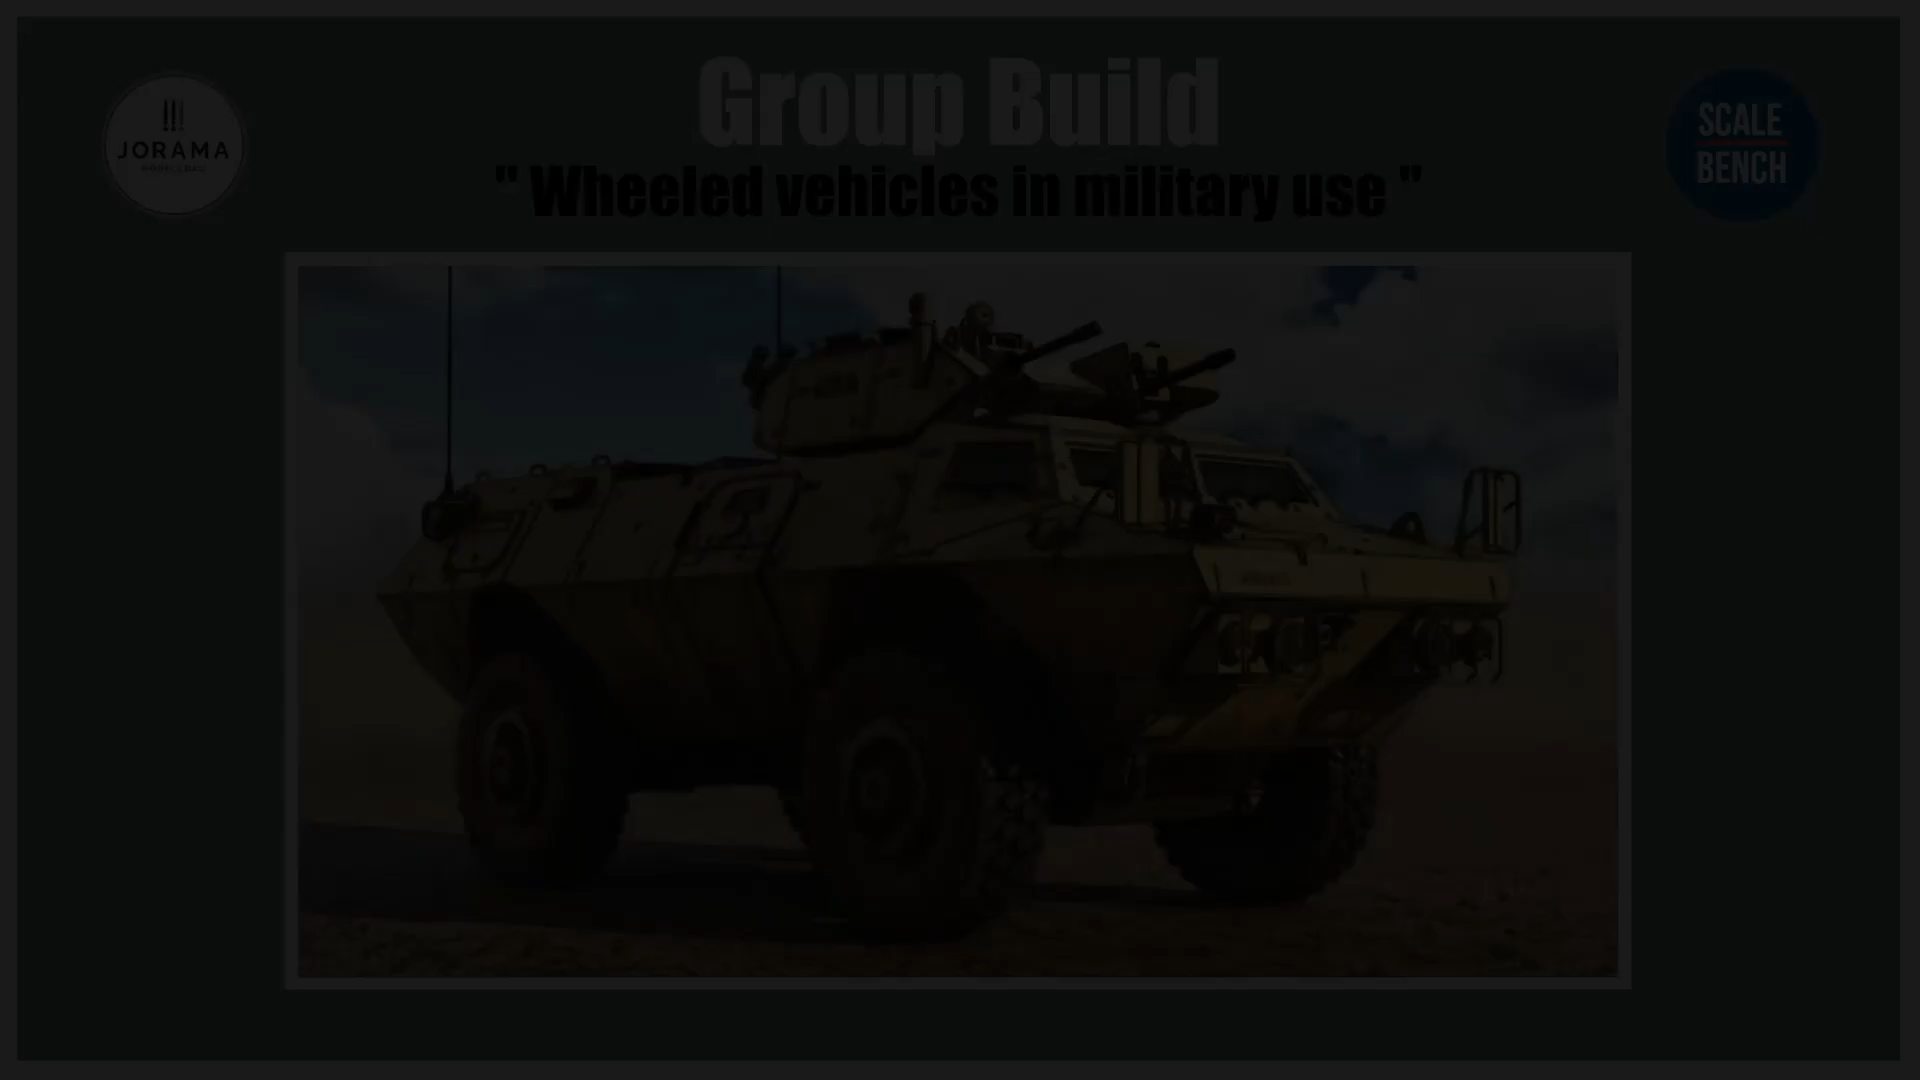 Group Build
" Wheeled vehicles in military use "
JORAMA
SCALE
BENCH